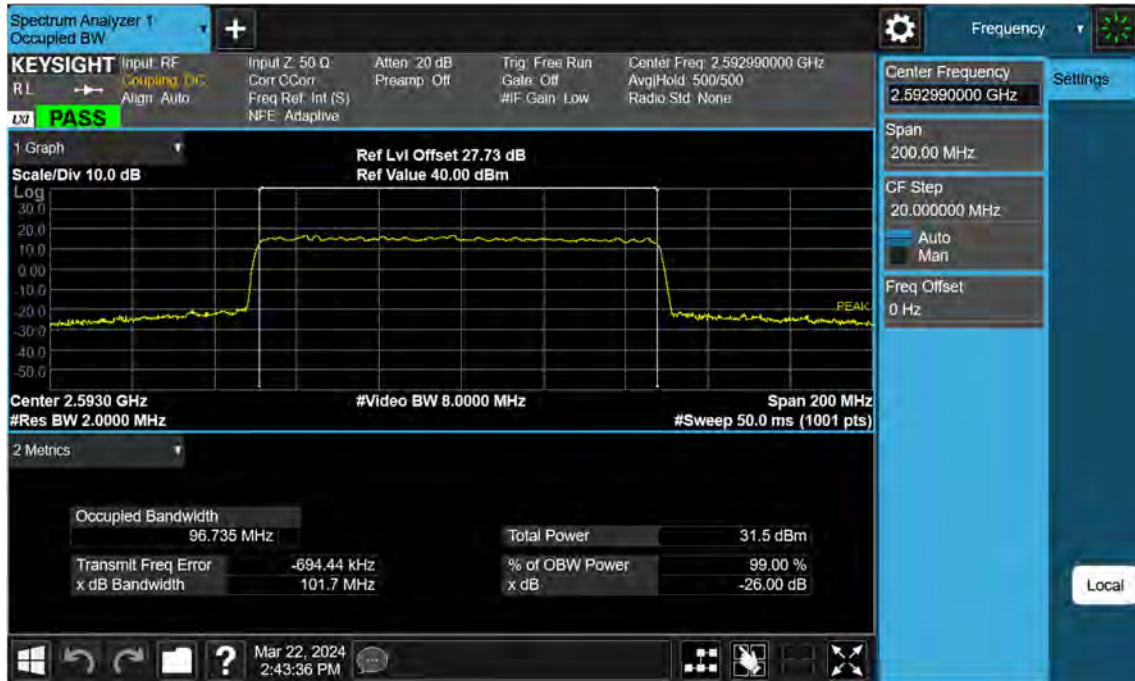 Spectrum Analyzer 1
Occupied BW
+
Frequency
KEYSIGHT
Input: RF
Coupling: DC
Align: Auto
Input Z: 50 Ω
Corr CCorr
Freq Ref: Int (S)
NFE: Adaptive
Atten: 20 dB
Preamp: Off
Trig: Free Run
Gate: Off
#IF Gain: Low
Center Freq: 2.592990000 GHz
Avg|Hold: 500/500
Radio Std: None
RL
LXI
PASS
Center Frequency
2.592990000 GHz
Settings
Span
200.00 MHz
CF Step
20.000000 MHz
Auto
Man
Freq Offset
0 Hz
1 Graph
Ref Lvl Offset 27.73 dB
Scale/Div 10.0 dB
Ref Value 40.00 dBm
Log
30.0
20.0
10.0
0.00
-10.0
-20.0
PEAK
-30.0
-40.0
-50.0
Center 2.5930 GHz
#Video BW 8.0000 MHz
Span 200 MHz
#Res BW 2.0000 MHz
#Sweep 50.0 ms (1001 pts)
2 Metrics
Occupied Bandwidth
96.735 MHz
Total Power 31.5 dBm
Transmit Freq Error -694.44 kHz
% of OBW Power 99.00 %
x dB Bandwidth 101.7 MHz
x dB -26.00 dB
Local
?
Mar 22, 2024
2:43:36 PM